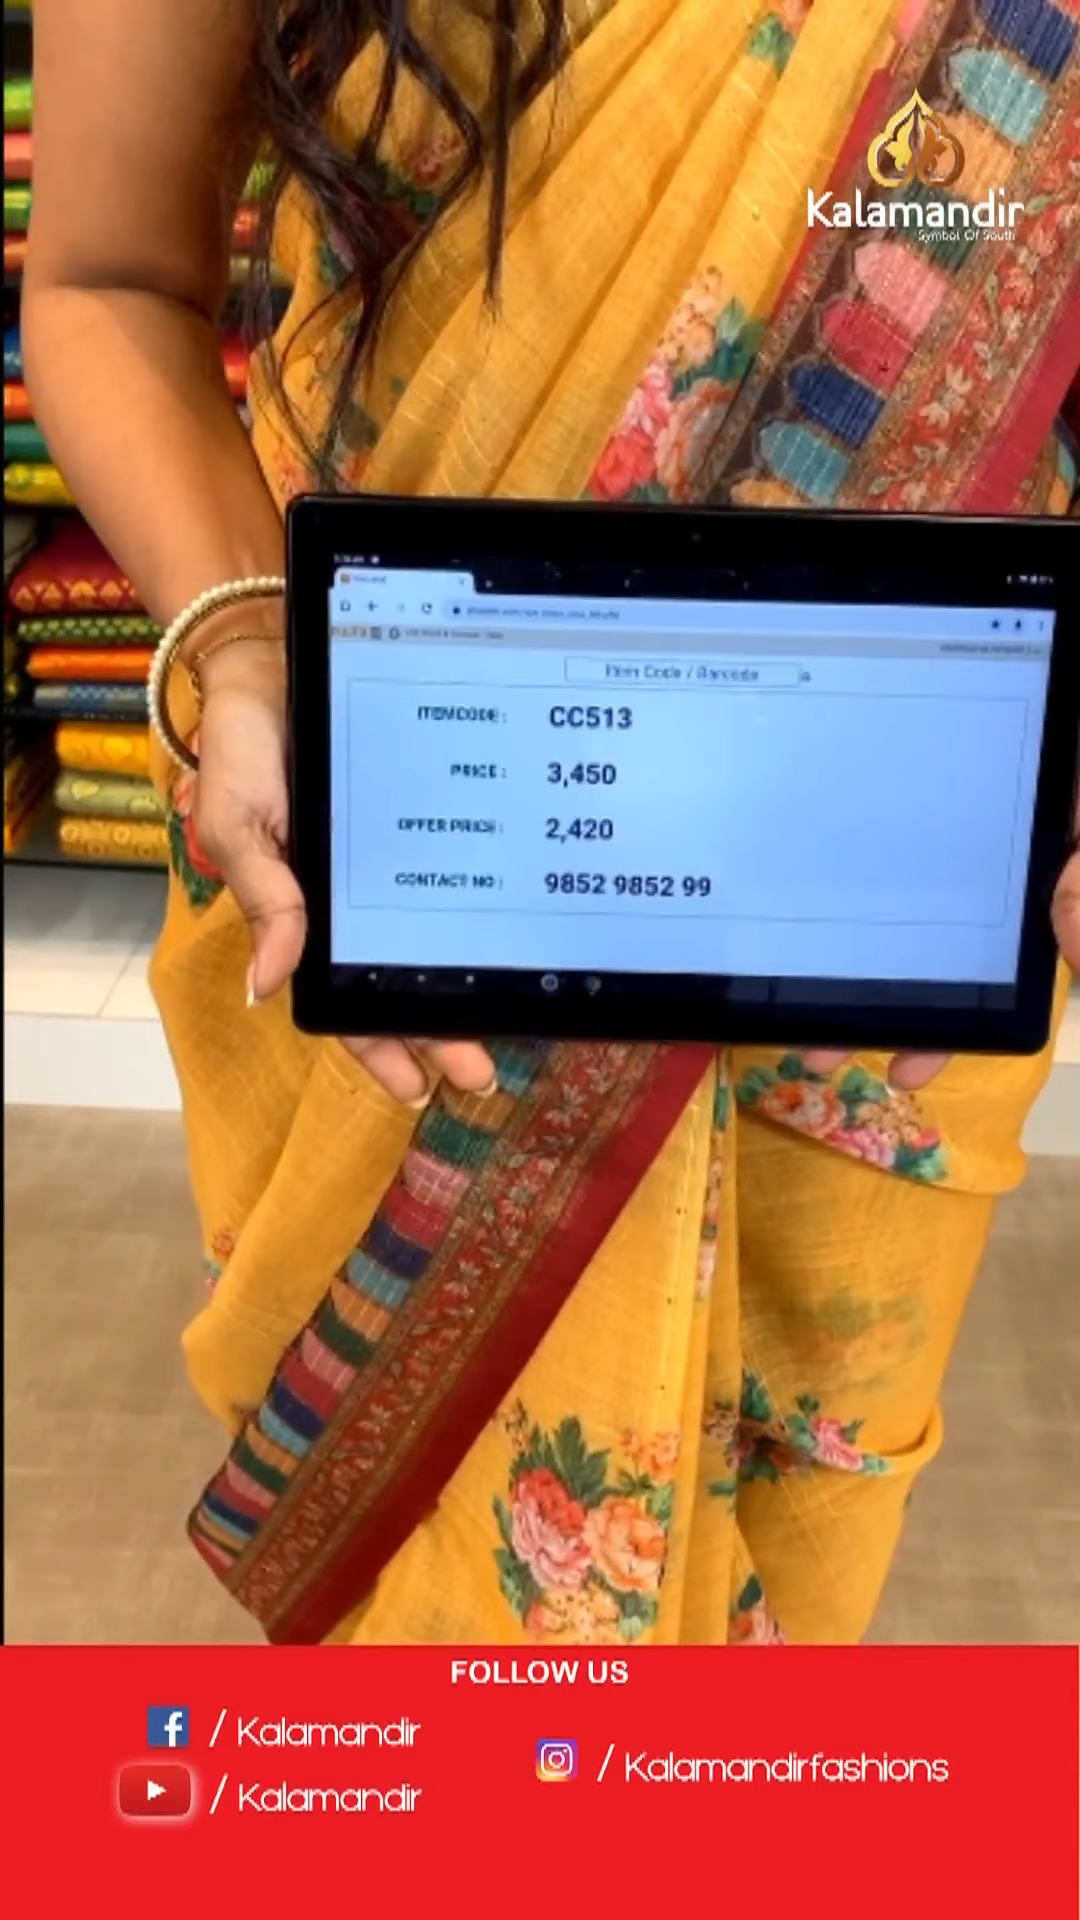 Kalamandir
Symbol Of South
Item Code / Barcode
ITEMCODE : CC513
PRICE : 3,450
OFFER PRICE : 2,420
CONTACT NO : 9852 9852 99
FOLLOW US
/ Kalamandir
/ Kalamandir
/ Kalamandirfashions